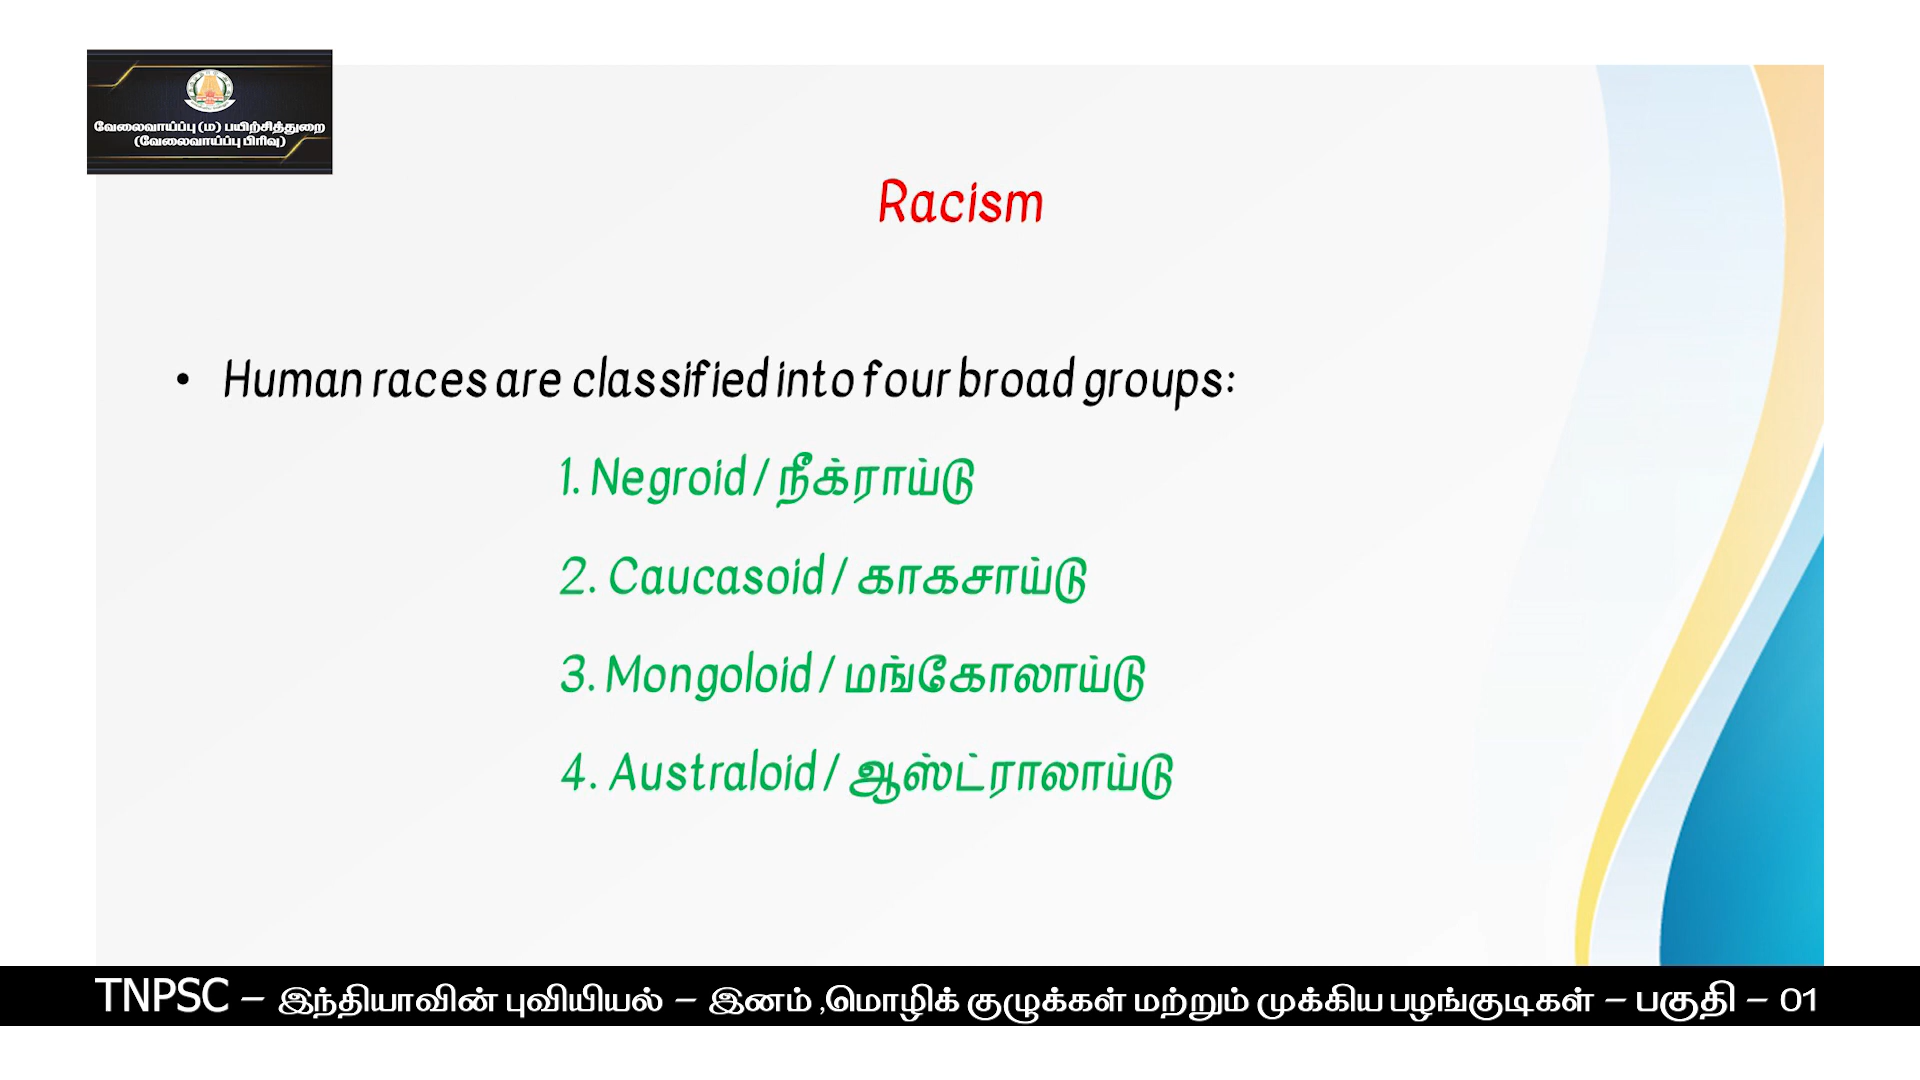 வேலைவாய்ப்பு (ம) பயிற்சித்துறை
(வேலைவாய்ப்பு பிரிவு)
Racism
• Human races are classified into four broad groups:
1. Negroid / நீக்ராய்டு
2. Caucasoid / காகசாய்டு
3. Mongoloid / மங்கோலாய்டு
4. Australoid / ஆஸ்ட்ராலாய்டு
TNPSC – இந்தியாவின் புவியியல் – இனம் ,மொழிக் குழுக்கள் மற்றும் முக்கிய பழங்குடிகள் – பகுதி – 01